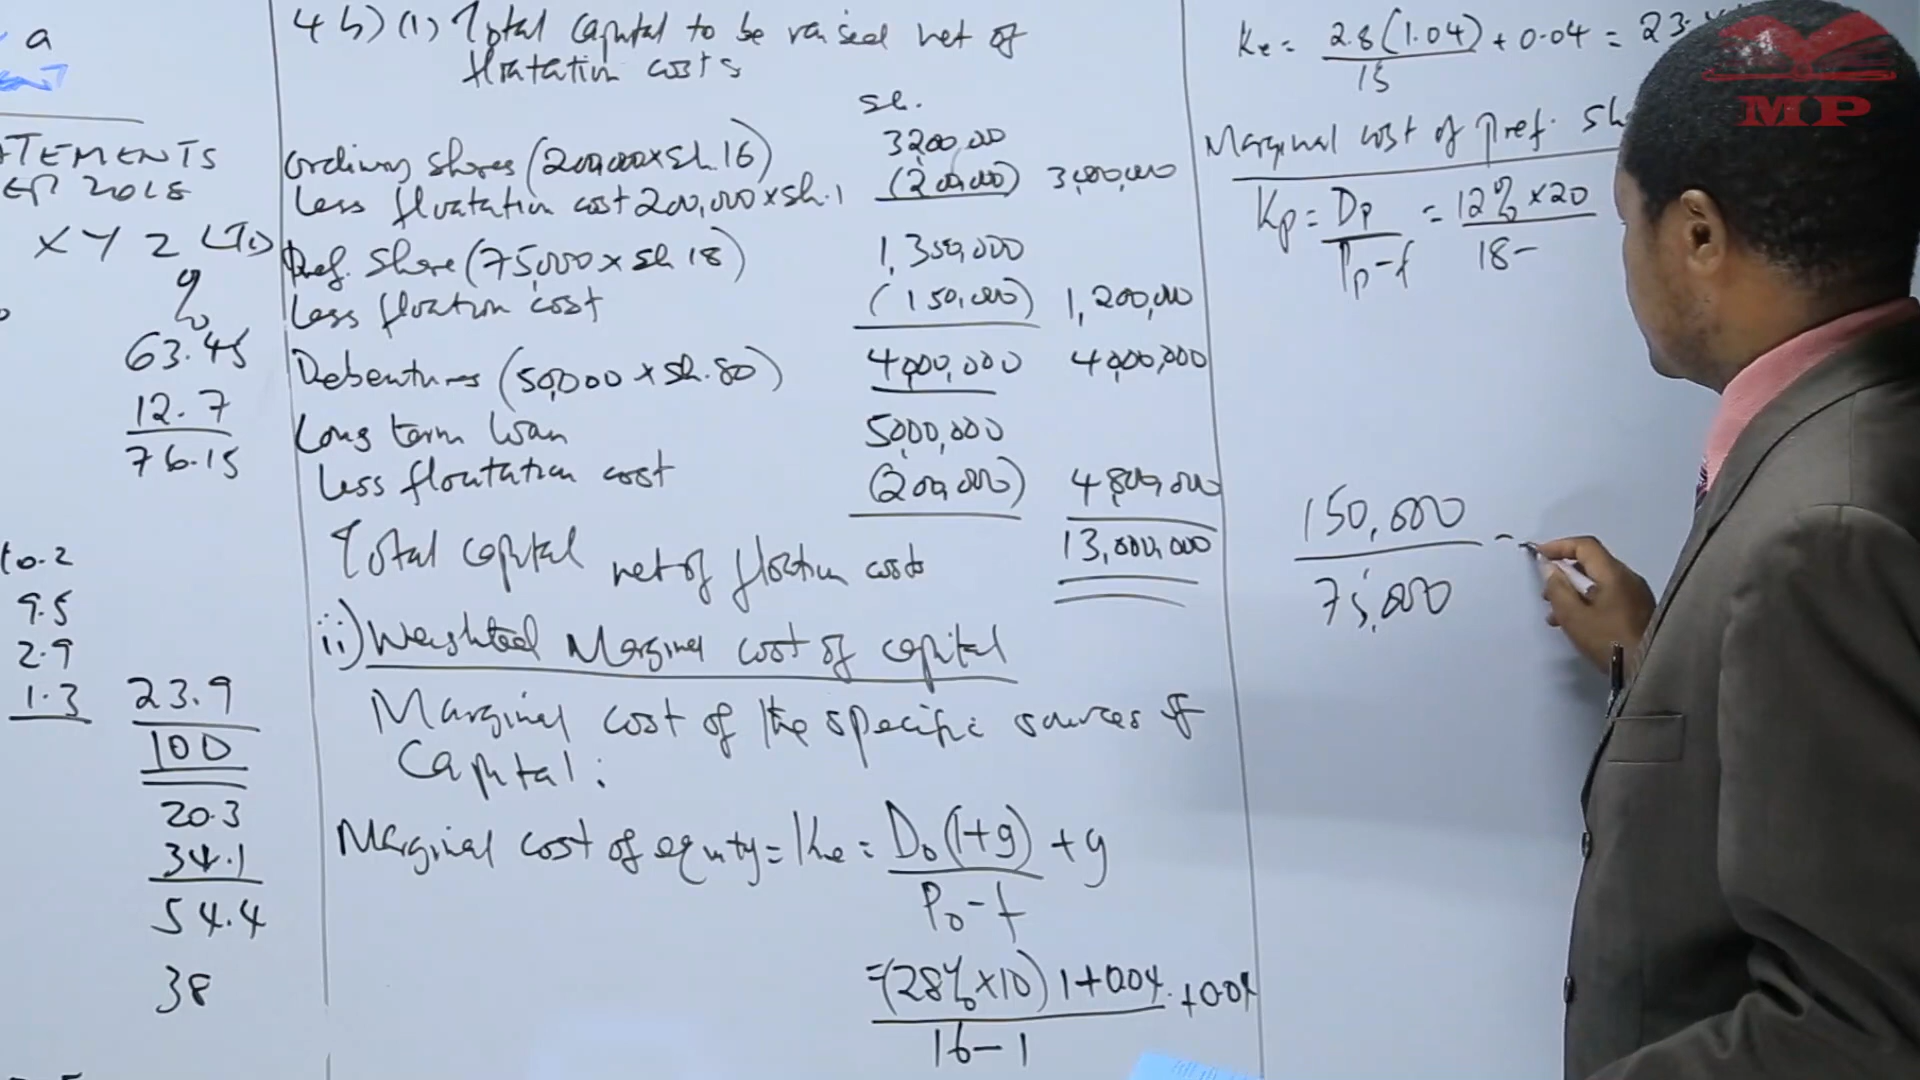 a
ATEMENTS
XYZ LTD
%
63.45
12.7
76.15
10.2
9.5
2.9
1.3 23.9
100
20.3
34.1
54.4
38
4 b) (i) Total capital to be raised net of
floatation costs
sh.
Ordinary shares (200,000 x sh. 16) 3200,000
Less floatation cost 200,000 x sh. 1 (200,000) 3,000,000
Pref. share (75,000 x sh 18) 1,350,000
Less floation cost (150,000) 1,200,000
Debentures (50,000 x sh. 80) 4,000,000 4,000,000
Long term loan 5,000,000
Less floatation cost (200,000) 4,800,000
Total capital net of floation costs 13,000,000
ii) Weighted Marginal cost of capital
Marginal cost of the specific sources of
Capital:
Marginal cost of equity = Ke = D0 (1+g) + g
P0 - f
= (28% x 10) 1+0.04 + 0.04
16 - 1
Ke = 2.8 (1.04) + 0.04 = 23.
15
Marginal cost of pref. sh
Kp = Dp = 12% x 20
Pp - f 18 -
150,000
75,000
MP